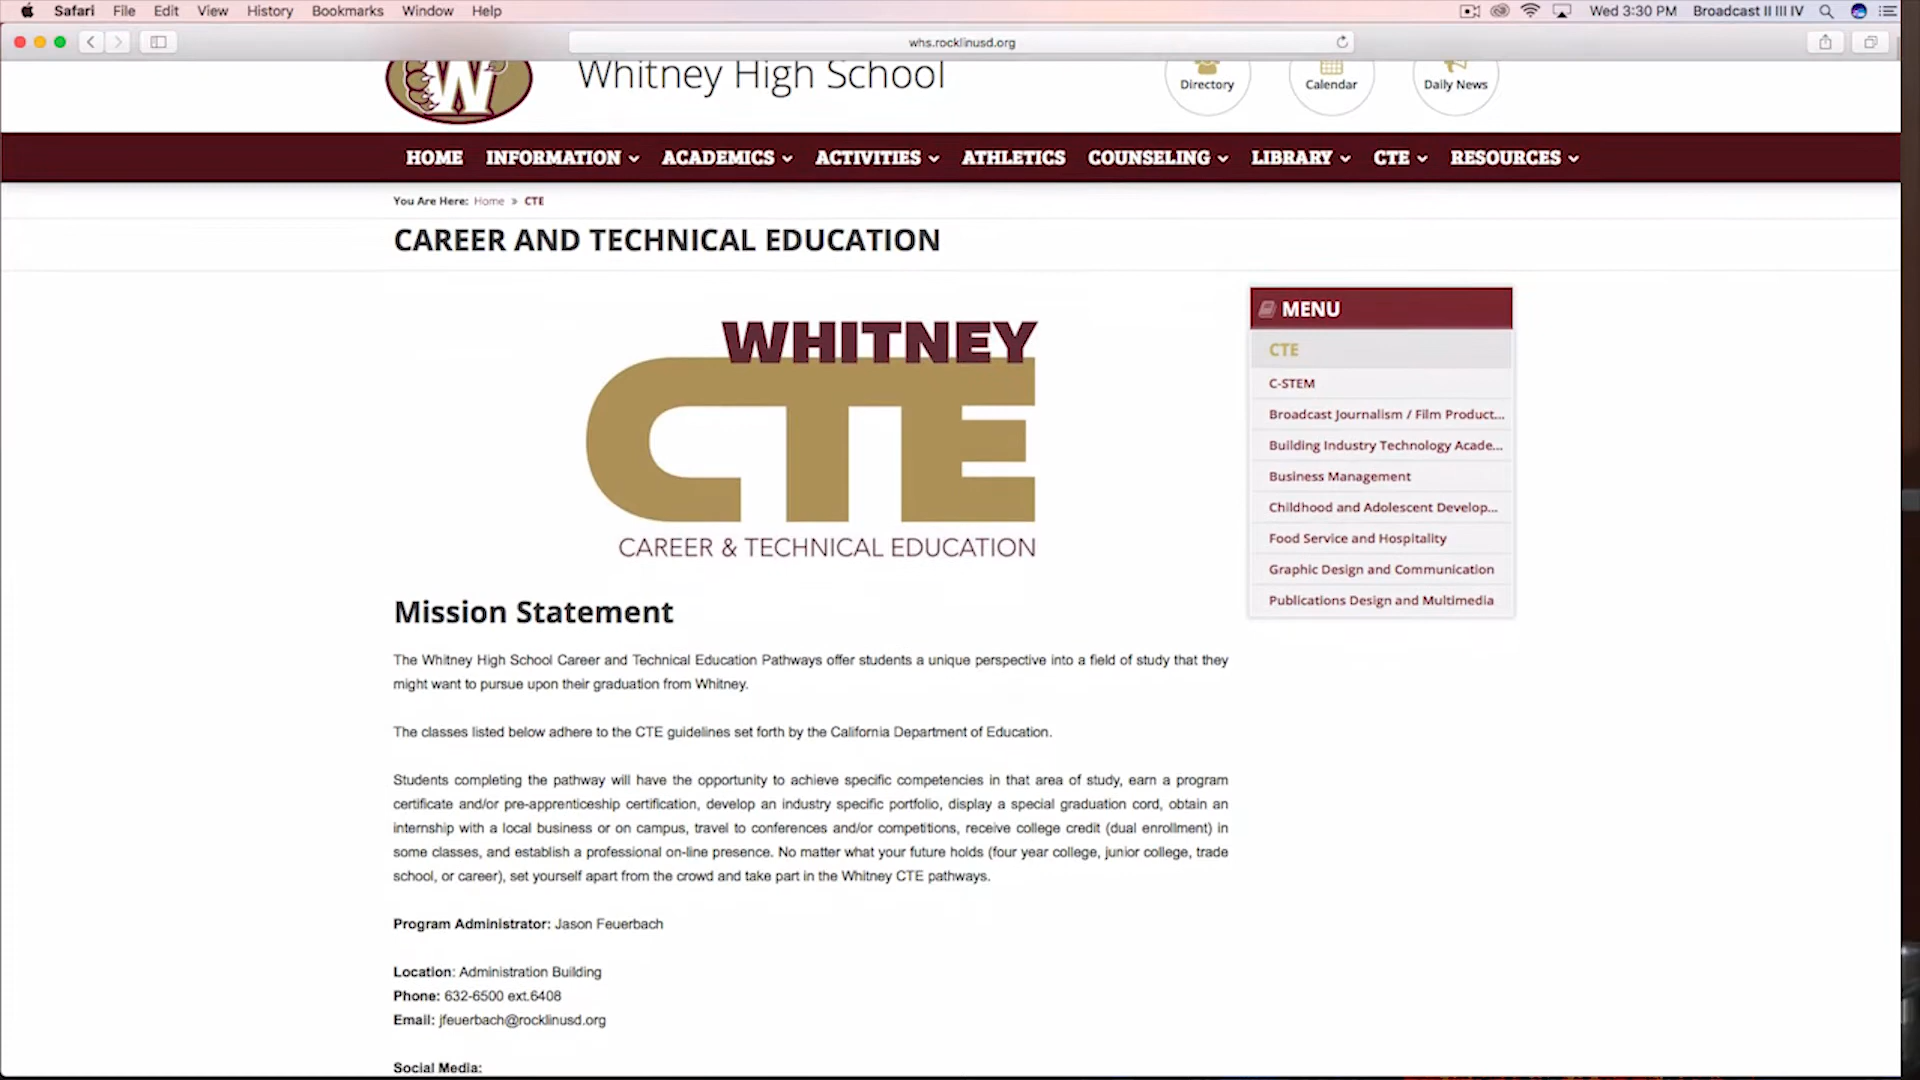 Safari File Edit View History Bookmarks Window Help Wed 3:30 PM Broadcast II III IV
whs.rocklinusd.org
W
Whitney High School
Directory
Calendar
Daily News
HOME INFORMATION ACADEMICS ACTIVITIES ATHLETICS COUNSELING LIBRARY CTE RESOURCES
You Are Here: Home » CTE
CAREER AND TECHNICAL EDUCATION
WHITNEY
CTE
CAREER & TECHNICAL EDUCATION
MENU
CTE
C-STEM
Broadcast Journalism / Film Product...
Building Industry Technology Acade...
Business Management
Childhood and Adolescent Develop...
Food Service and Hospitality
Graphic Design and Communication
Publications Design and Multimedia
Mission Statement
The Whitney High School Career and Technical Education Pathways offer students a unique perspective into a field of study that they
might want to pursue upon their graduation from Whitney.
The classes listed below adhere to the CTE guidelines set forth by the California Department of Education.
Students completing the pathway will have the opportunity to achieve specific competencies in that area of study, earn a program
certificate and/or pre-apprenticeship certification, develop an industry specific portfolio, display a special graduation cord, obtain an
internship with a local business or on campus, travel to conferences and/or competitions, receive college credit (dual enrollment) in
some classes, and establish a professional on-line presence. No matter what your future holds (four year college, junior college, trade
school, or career), set yourself apart from the crowd and take part in the Whitney CTE pathways.
Program Administrator: Jason Feuerbach
Location: Administration Building
Phone: 632-6500 ext.6408
Email: jfeuerbach@rocklinusd.org
Social Media: